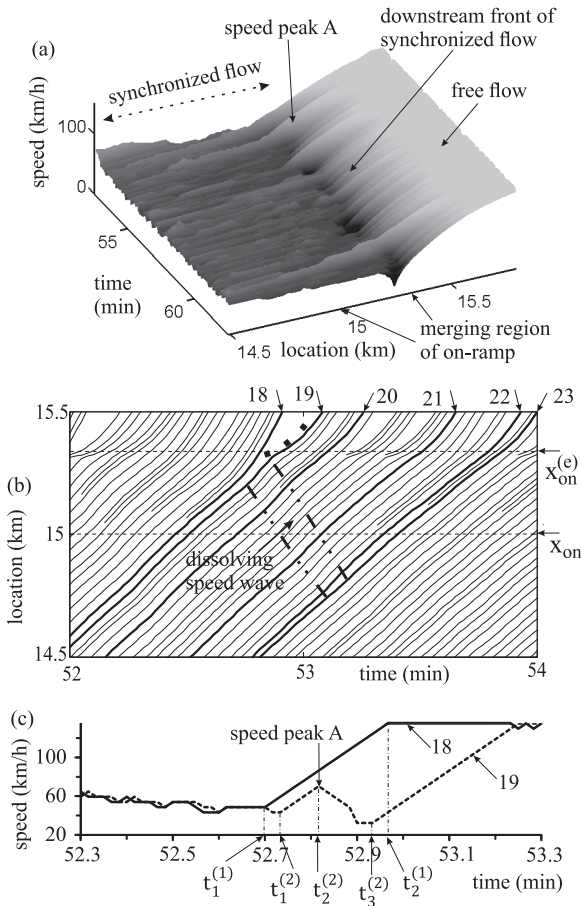 (a)
speed peak A
downstream front of
synchronized flow
synchronized flow
free flow
speed (km/h)
100
0
55
time
(min)
60
14.5
15
15.5
location (km)
merging region
of on-ramp
(b)
18 19 20 21 22 23
15.5
x_on^(e)
15
x_on
location (km)
dissolving
speed wave
14.5
52 53 time (min) 54
(c)
speed peak A
18
19
speed (km/h)
100
60
20
52.3 52.5 52.7 52.9 53.1 53.3
t_1^(1) t_1^(2) t_2^(2) t_3^(2) t_2^(1) time (min)